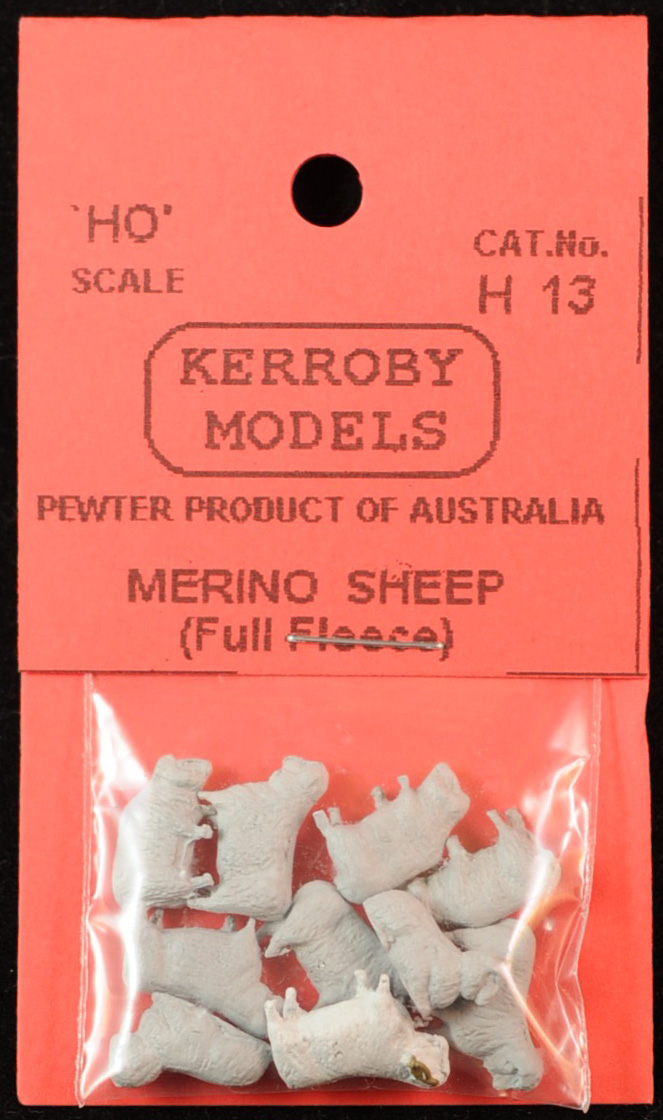 'HO'
SCALE
CAT.No.
H 13
KERROBY
MODELS
PEWTER PRODUCT OF AUSTRALIA
MERINO SHEEP
(Full Fleece)